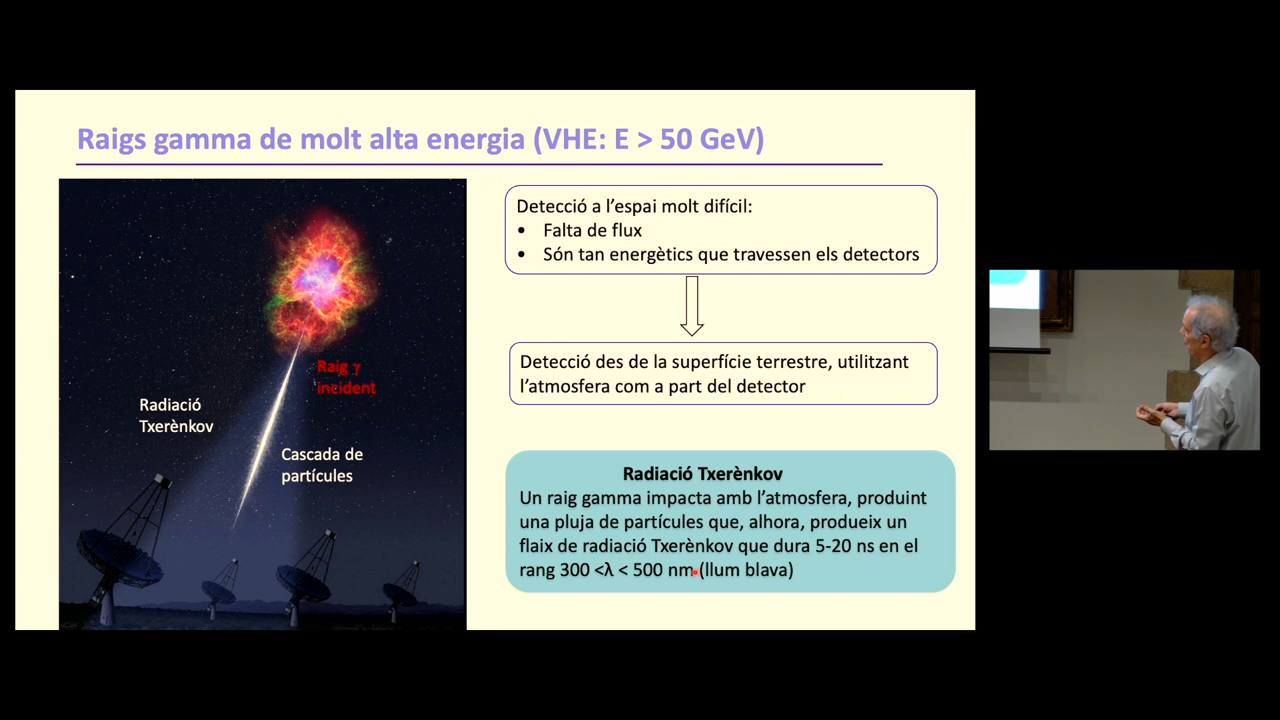 Raigs gamma de molt alta energia (VHE: E > 50 GeV)
Detecció a l’espai molt difícil:
• Falta de flux
• Són tan energètics que travessen els detectors
Detecció des de la superfície terrestre, utilitzant
l’atmosfera com a part del detector
Raig γ
incident
Radiació
Txerènkov
Cascada de
partícules
Radiació Txerènkov
Un raig gamma impacta amb l’atmosfera, produint
una pluja de partícules que, alhora, produeix un
flaix de radiació Txerènkov que dura 5-20 ns en el
rang 300 <λ < 500 nm (llum blava)